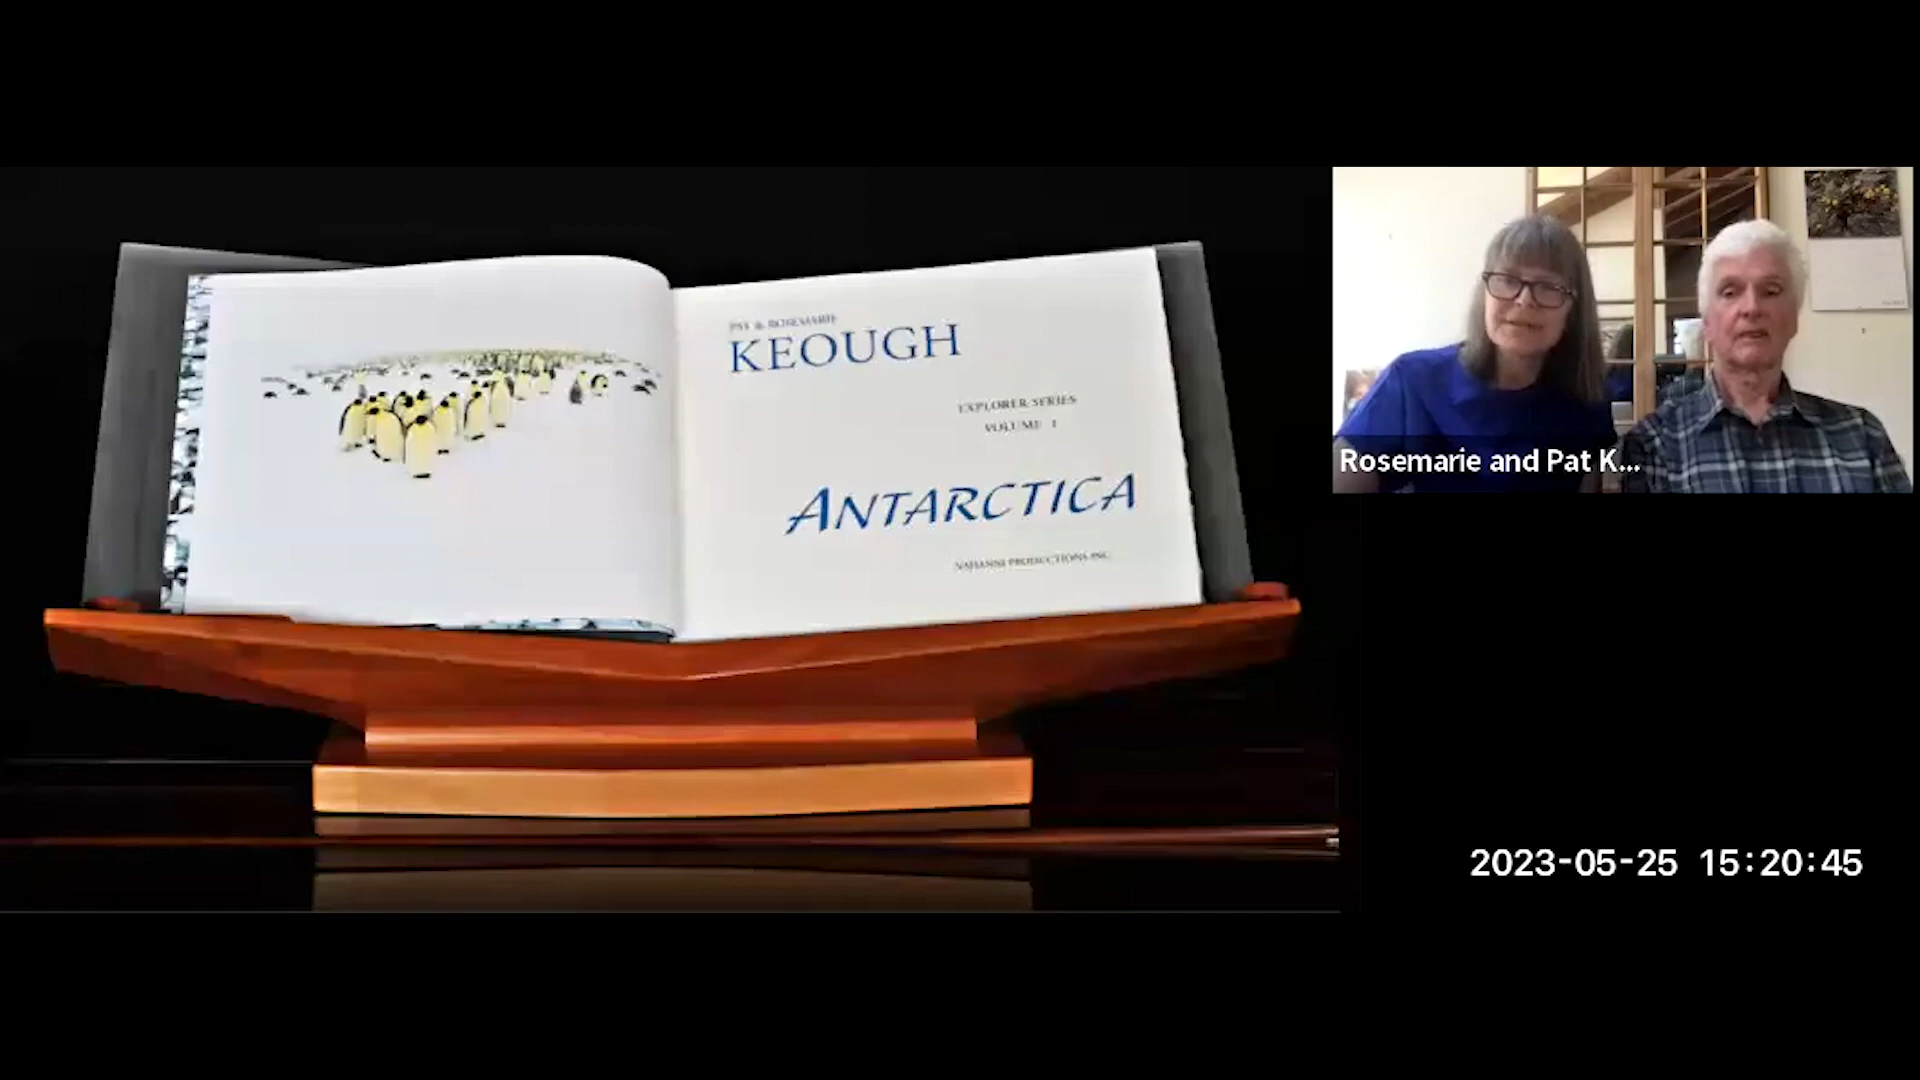 PAT & ROSEMARIE
KEOUGH
EXPLORER SERIES
VOLUME I
ANTARCTICA
NAHANNI PRODUCTIONS INC.
Rosemarie and Pat K...
2023-05-25 15:20:45